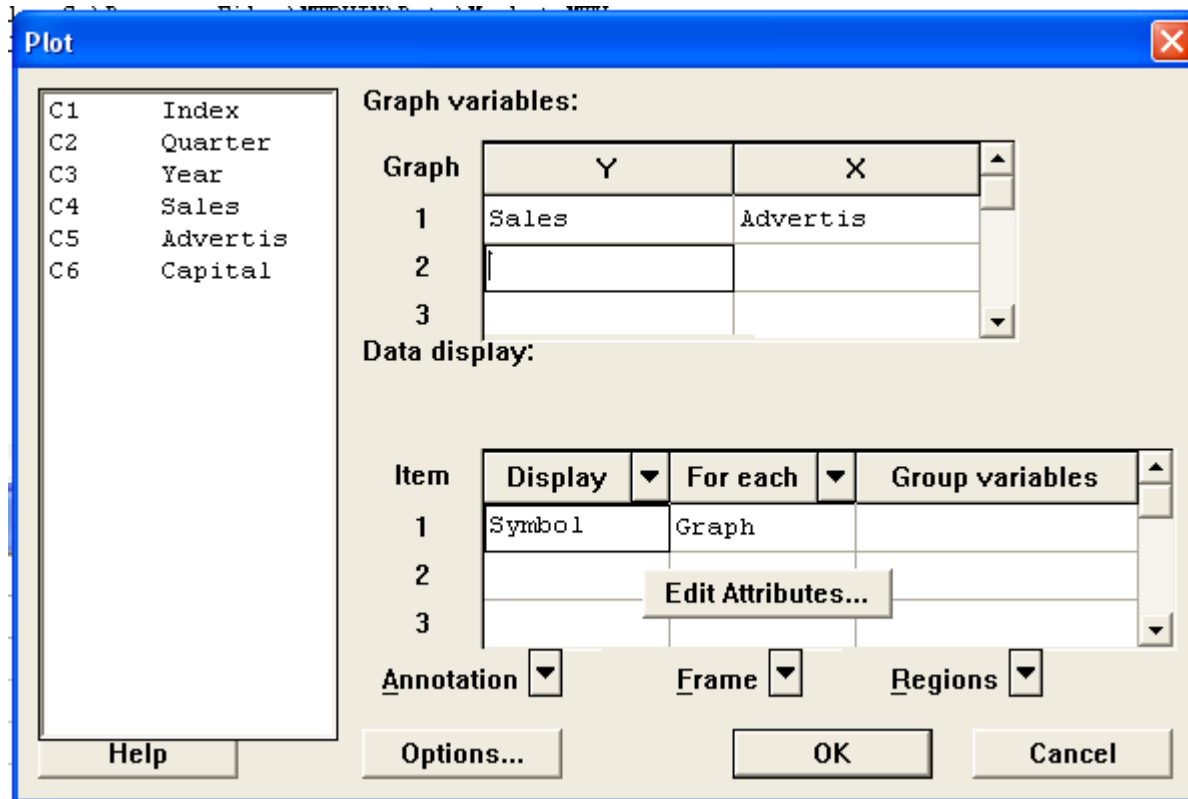 Plot
C1 Index
C2 Quarter
C3 Year
C4 Sales
C5 Advertis
C6 Capital
Graph variables:
Graph Y X
1 Sales Advertis
2
3
Data display:
Item Display For each Group variables
1 Symbol Graph
2
Edit Attributes...
3
Annotation Frame Regions
Help Options... OK Cancel